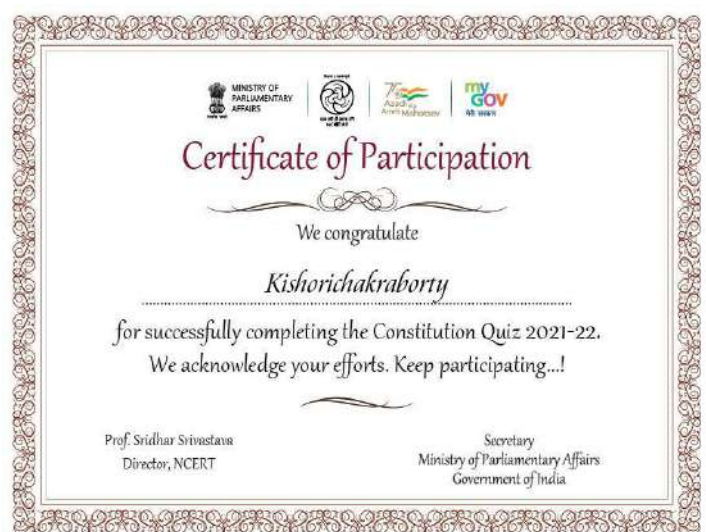 MINISTRY OF
PARLIAMENTARY
AFFAIRS
Azadi Ka
Amrit Mahotsav
my
GOV
मेरी सरकार
Certificate of Participation
We congratulate
Kishorichakraborty
for successfully completing the Constitution Quiz 2021-22.
We acknowledge your efforts. Keep participating...!
Prof. Sridhar Srivastava
Director, NCERT
Secretary
Ministry of Parliamentary Affairs
Government of India